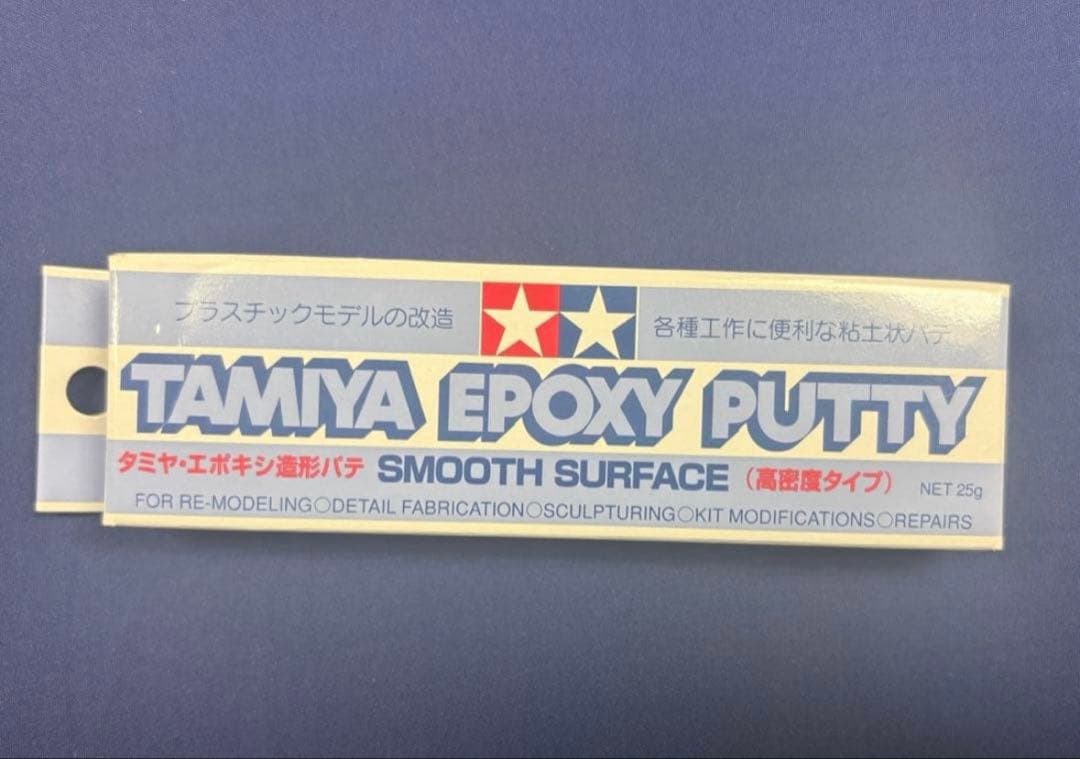 プラスチックモデルの改造
各種工作に便利な粘土状パテ
TAMIYA EPOXY PUTTY
タミヤ・エポキシ造形パテ SMOOTH SURFACE (高密度タイプ) NET 25g
FOR RE-MODELING○DETAIL FABRICATION○SCULPTURING○KIT MODIFICATIONS○REPAIRS